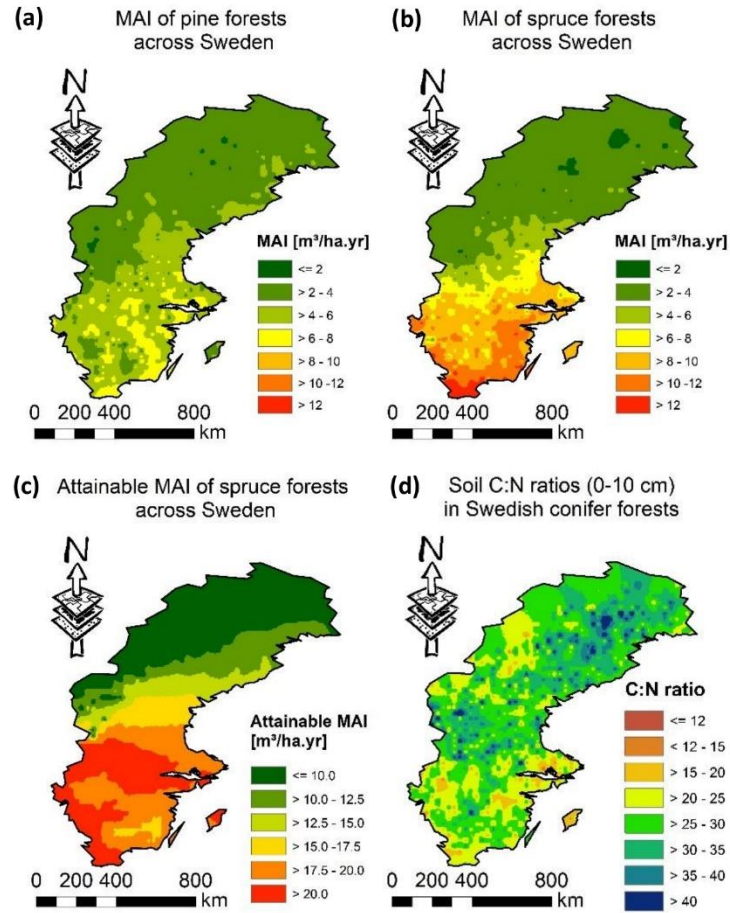 (a) MAI of pine forests
across Sweden
N
MAI [m³/ha.yr]
<= 2
> 2 - 4
> 4 - 6
> 6 - 8
> 8 - 10
> 10 -12
> 12
0 200 400 800
km
(b) MAI of spruce forests
across Sweden
N
MAI [m³/ha.yr]
<= 2
> 2 - 4
> 4 - 6
> 6 - 8
> 8 - 10
> 10 -12
> 12
0 200 400 800
km
(c) Attainable MAI of spruce forests
across Sweden
N
Attainable MAI
[m³/ha.yr]
<= 10.0
> 10.0 - 12.5
> 12.5 - 15.0
> 15.0 -17.5
> 17.5 - 20.0
> 20.0
0 200 400 800
km
(d) Soil C:N ratios (0-10 cm)
in Swedish conifer forests
N
C:N ratio
<= 12
< 12 - 15
> 15 - 20
> 20 - 25
> 25 - 30
> 30 - 35
> 35 - 40
> 40
0 200 400 800
km